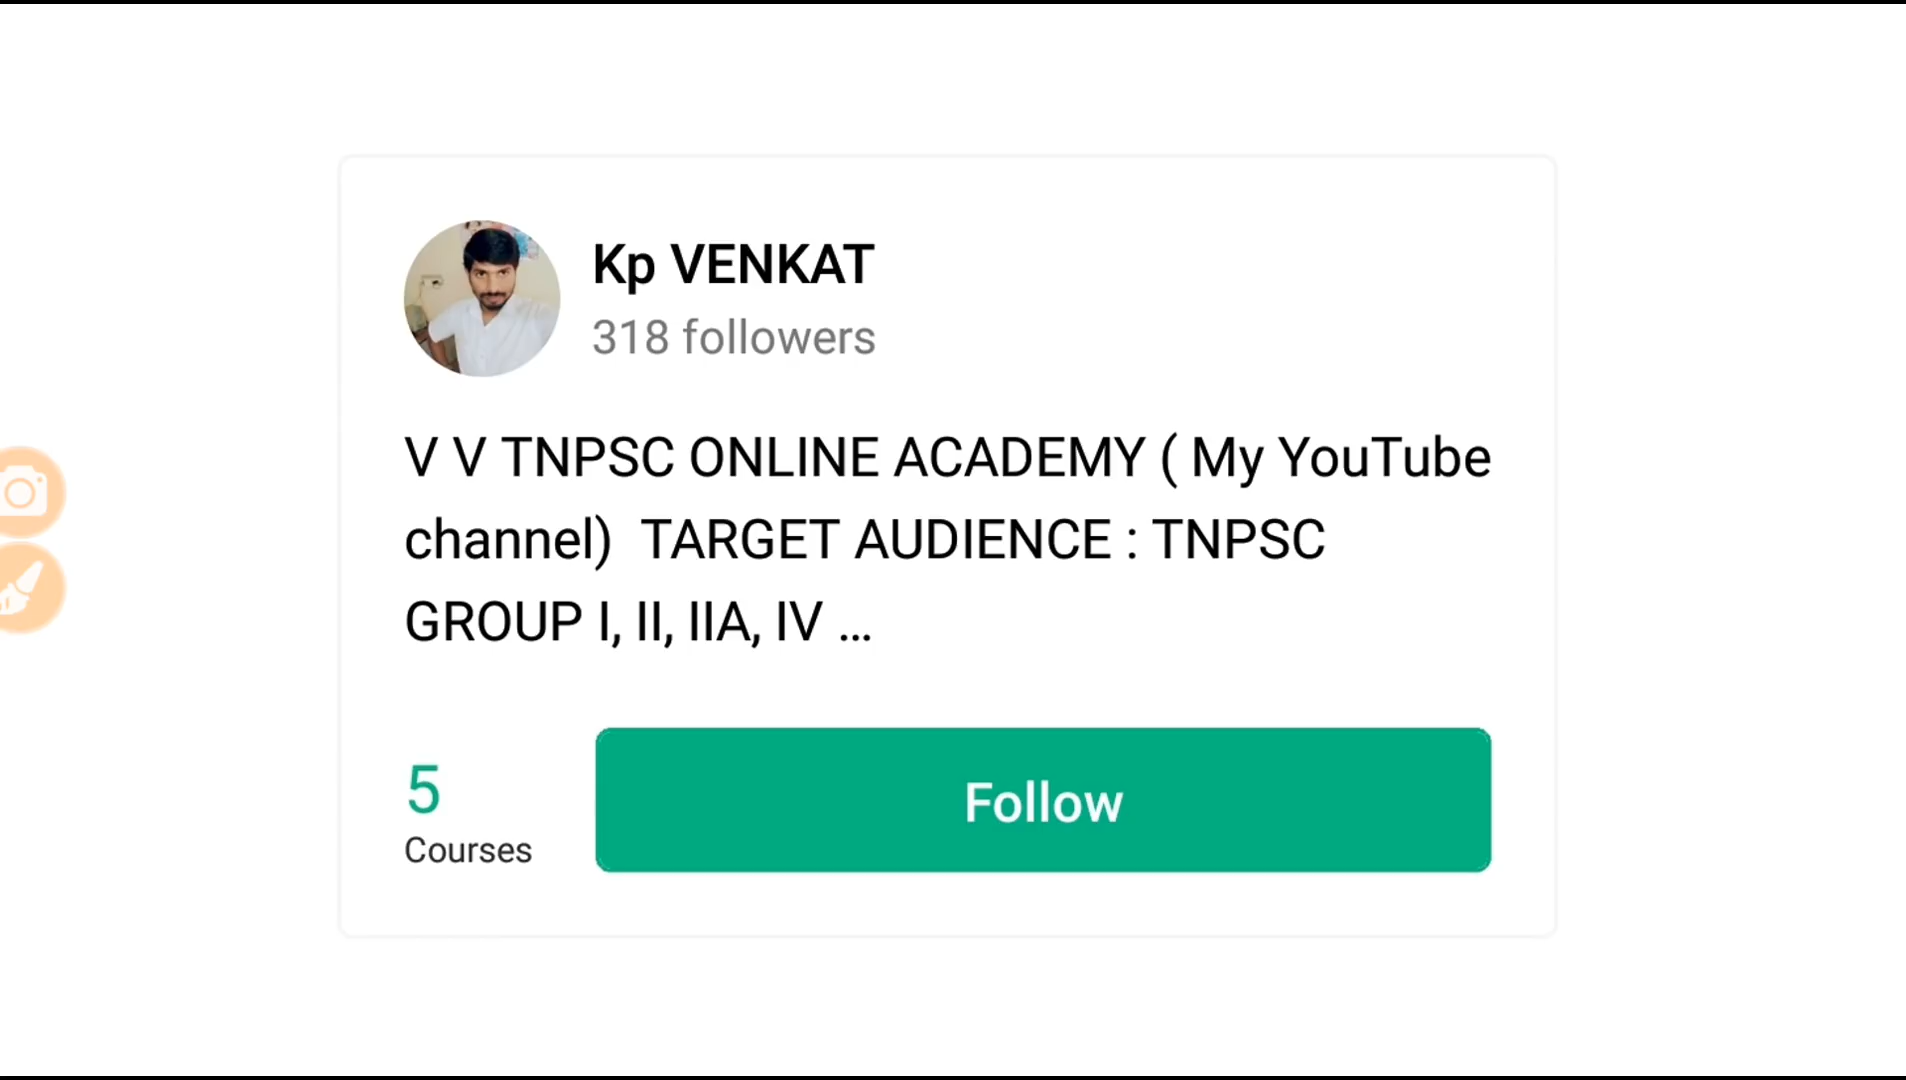 Kp VENKAT
318 followers
V V TNPSC ONLINE ACADEMY ( My YouTube
channel)  TARGET AUDIENCE : TNPSC
GROUP I, II, IIA, IV ...
5
Courses
Follow